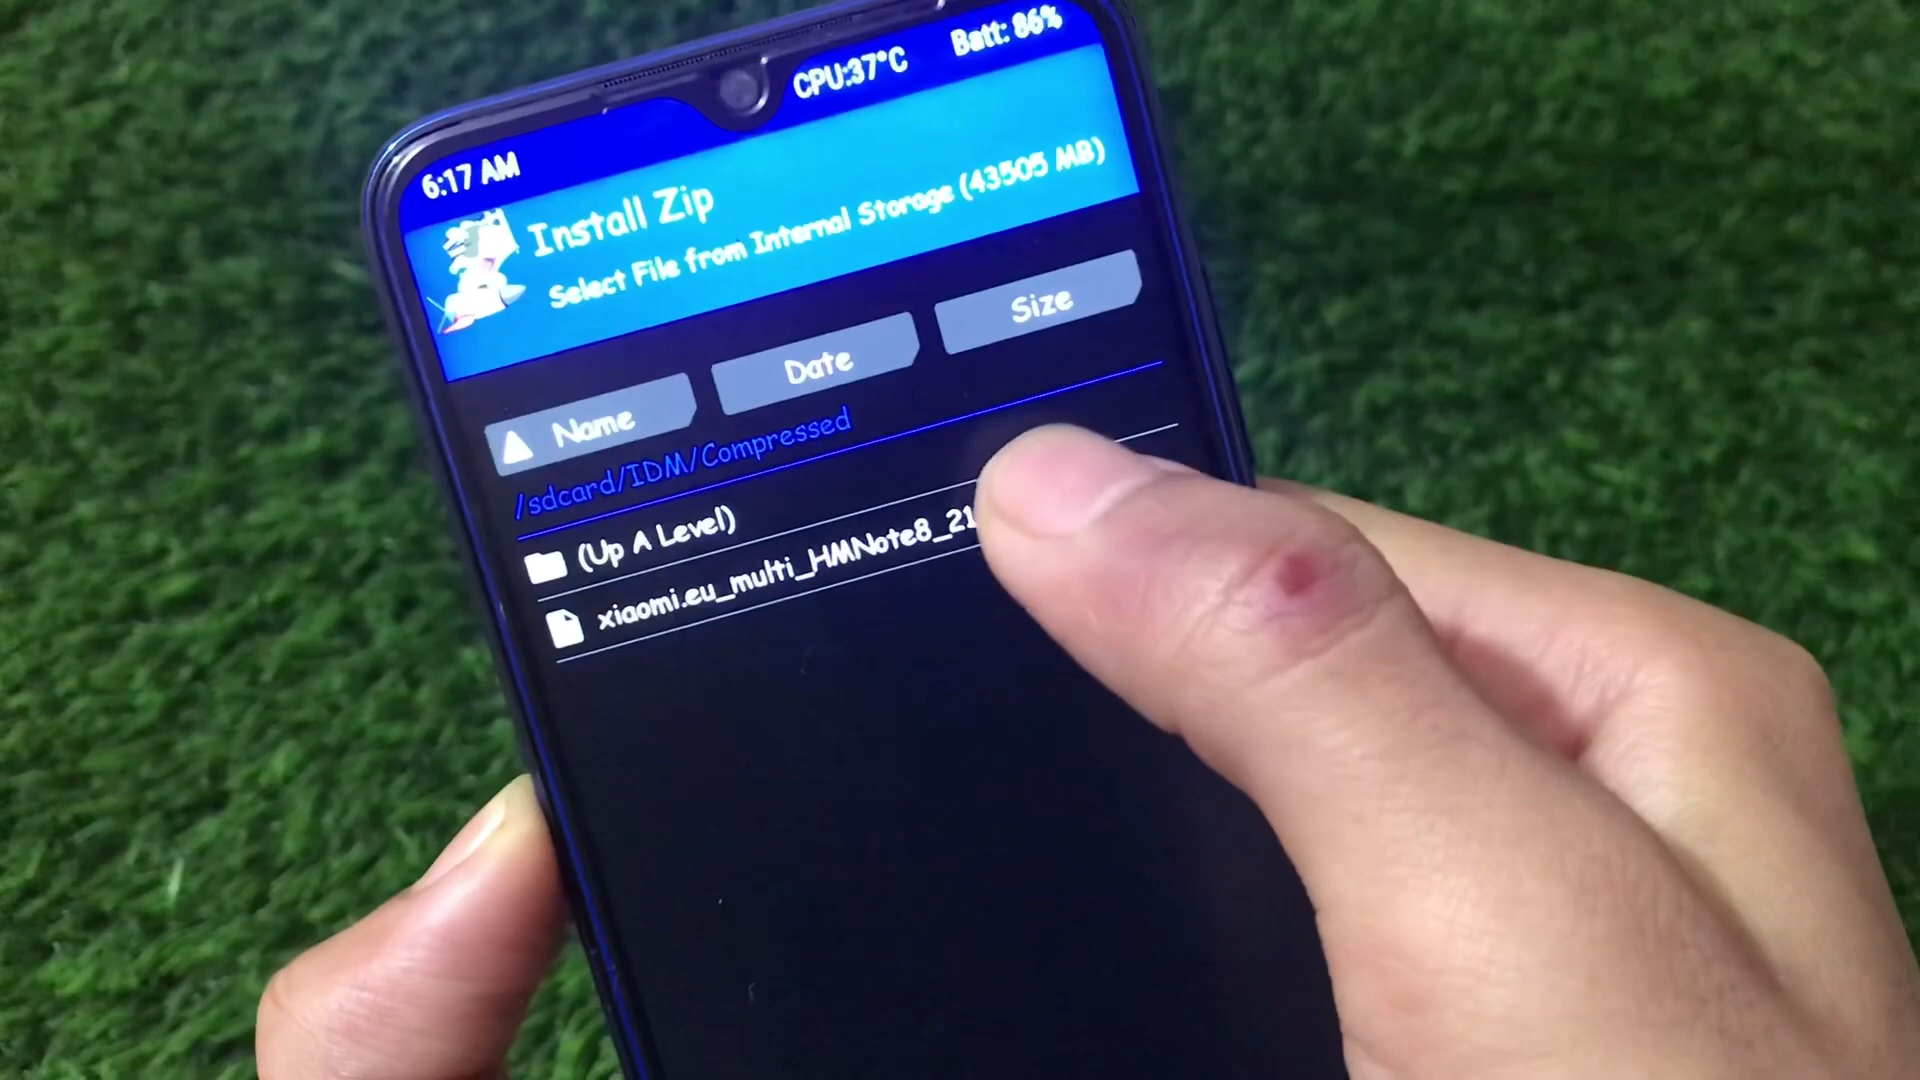 6:17 AM
CPU:37°C
Batt: 86%
Install Zip
Select File from Internal Storage (43505 MB)
Name
Date
Size
/sdcard/IDM/Compressed
(Up A Level)
xiaomi.eu_multi_HMNote8_21